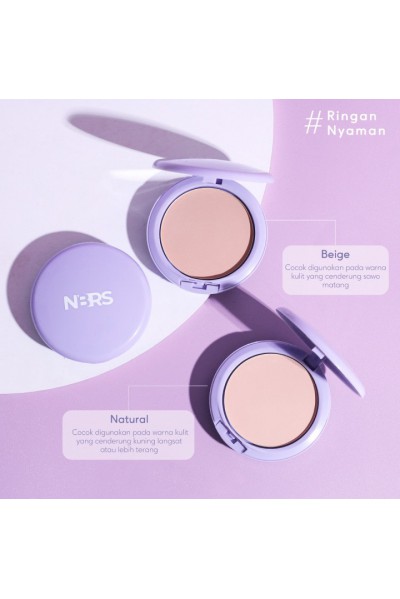 # Ringan
Nyaman
Beige
Cocok digunakan pada warna
kulit yang cenderung sawo
matang
NBRS
Natural
Cocok digunakan pada warna kulit
yang cenderung kuning langsat
atau lebih terang